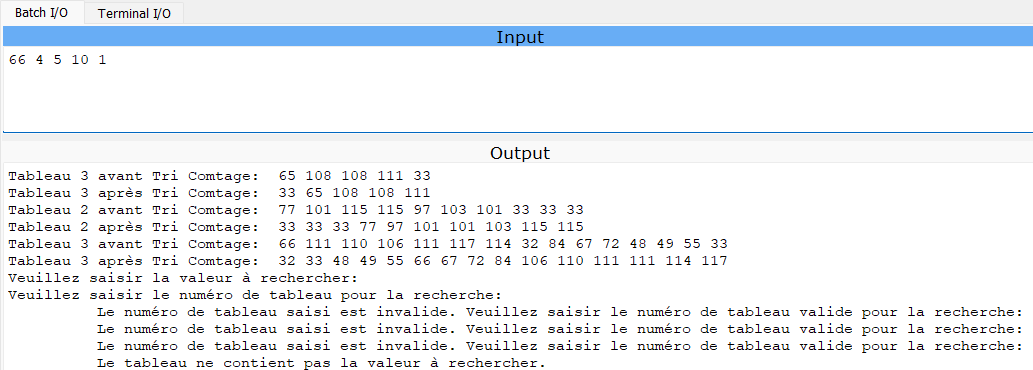 Batch I/O Terminal I/O
Input
66 4 5 10 1
Output
Tableau 3 avant Tri Comtage: 65 108 108 111 33
Tableau 3 après Tri Comtage: 33 65 108 108 111
Tableau 2 avant Tri Comtage: 77 101 115 115 97 103 101 33 33 33
Tableau 2 après Tri Comtage: 33 33 33 77 97 101 101 103 115 115
Tableau 3 avant Tri Comtage: 66 111 110 106 111 117 114 32 84 67 72 48 49 55 33
Tableau 3 après Tri Comtage: 32 33 48 49 55 66 67 72 84 106 110 111 111 114 117
Veuillez saisir la valeur à rechercher:
Veuillez saisir le numéro de tableau pour la recherche:
Le numéro de tableau saisi est invalide. Veuillez saisir le numéro de tableau valide pour la recherche:
Le numéro de tableau saisi est invalide. Veuillez saisir le numéro de tableau valide pour la recherche:
Le numéro de tableau saisi est invalide. Veuillez saisir le numéro de tableau valide pour la recherche:
Le tableau ne contient pas la valeur à rechercher.